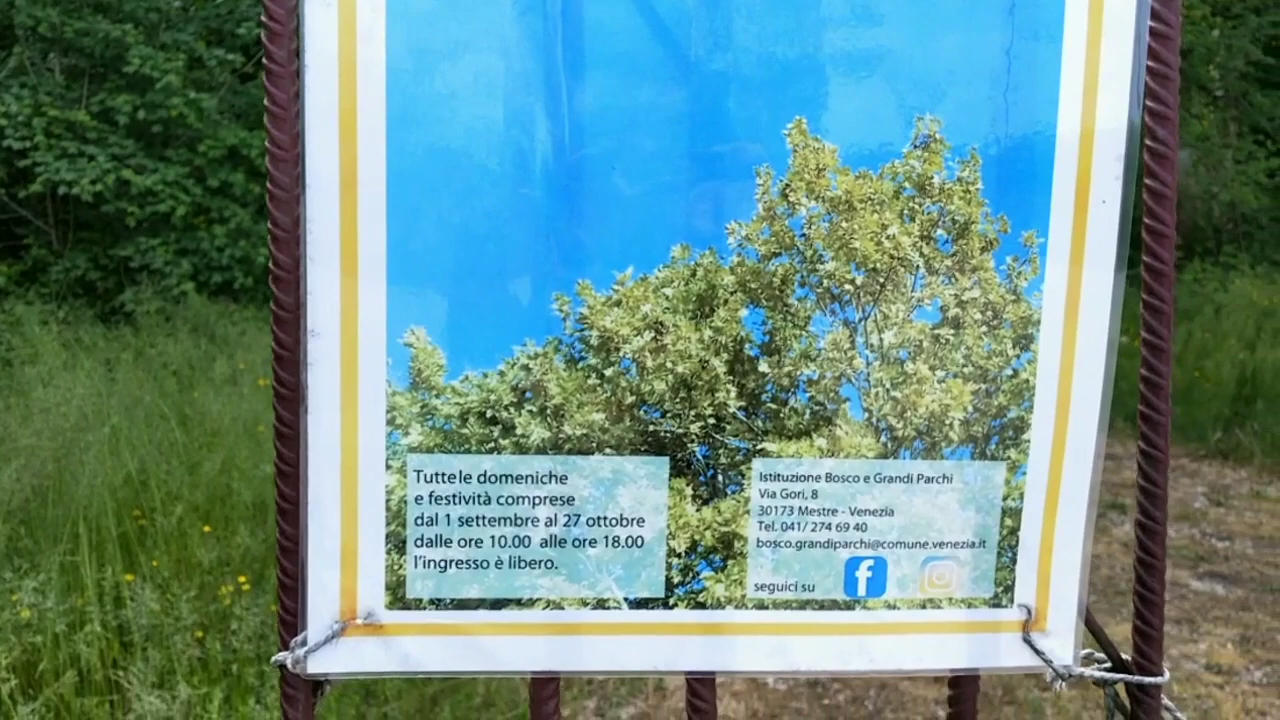 Tutte le domeniche
e festività comprese
dal 1 settembre al 27 ottobre
dalle ore 10.00 alle ore 18.00
l'ingresso è libero.
Istituzione Bosco e Grandi Parchi
Via Gori, 8
30173 Mestre - Venezia
Tel. 041/ 274 69 40
bosco.grandiparchi@comune.venezia.it
seguici su